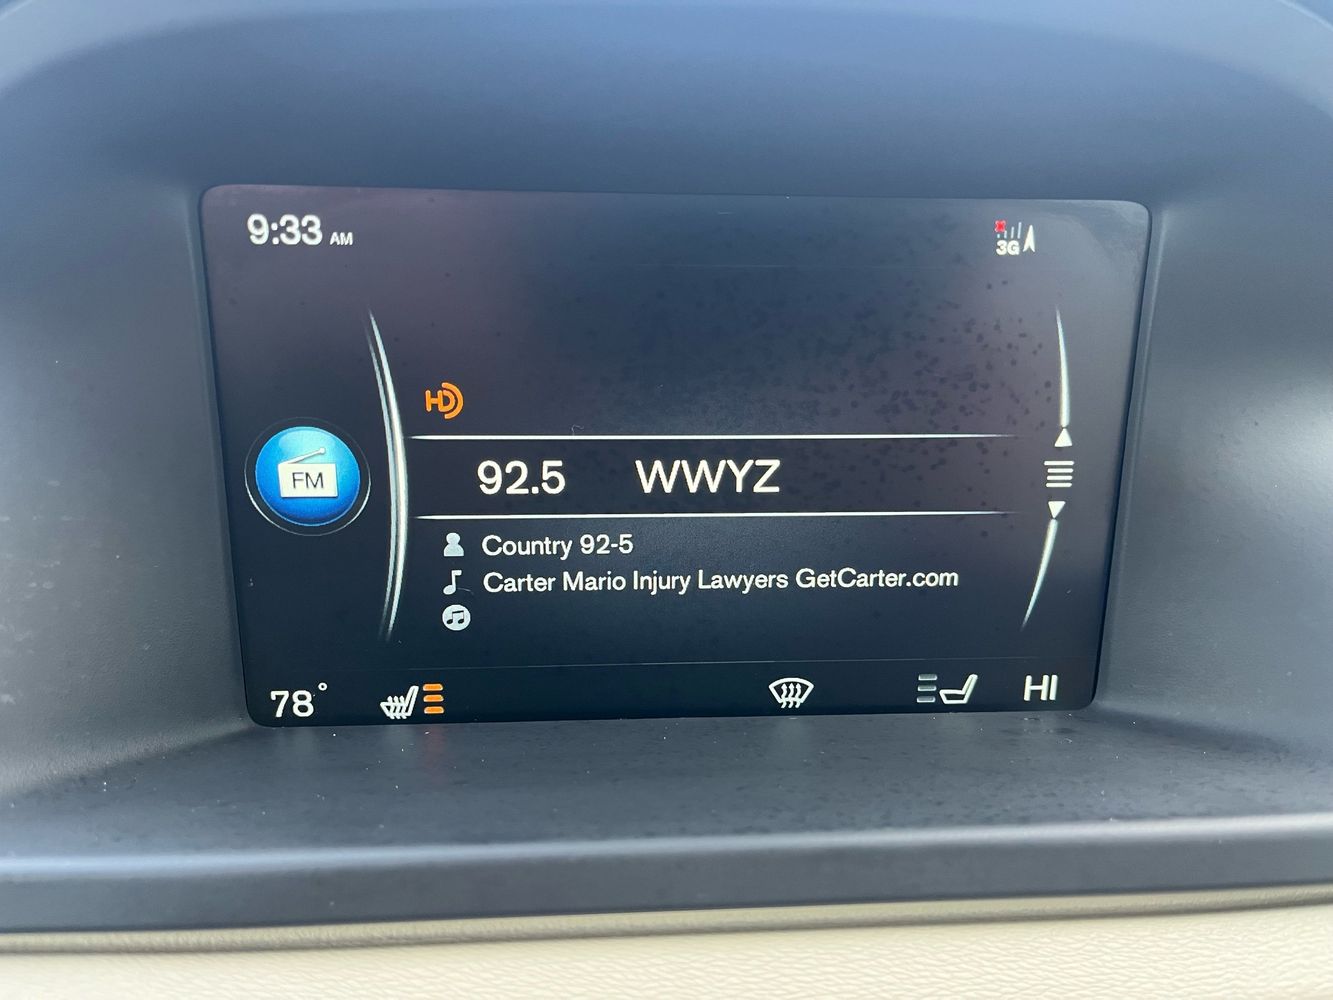 9:33 AM
3G
HD
FM
92.5 WWYZ
Country 92-5
Carter Mario Injury Lawyers GetCarter.com
78° HI